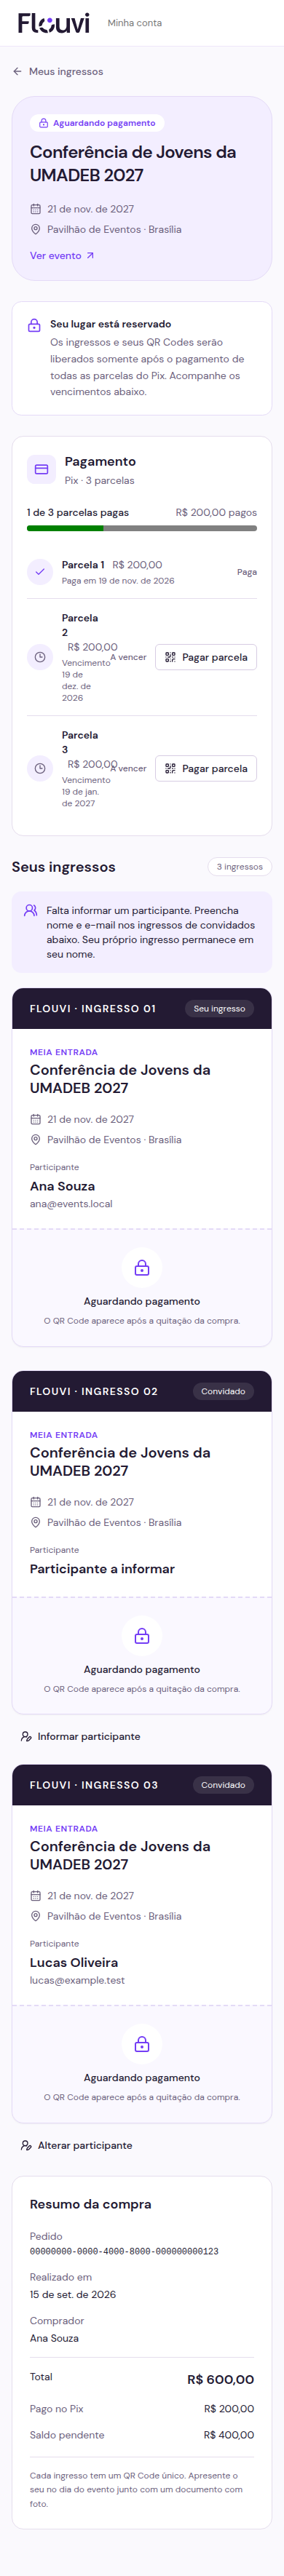 Flouvi
Minha conta
Meus ingressos
Aguardando pagamento
Conferência de Jovens da
UMADEB 2027
21 de nov. de 2027
Pavilhão de Eventos · Brasília
Ver evento
Seu lugar está reservado
Os ingressos e seus QR Codes serão
liberados somente após o pagamento de
todas as parcelas do Pix. Acompanhe os
vencimentos abaixo.
Pagamento
Pix · 3 parcelas
1 de 3 parcelas pagas
R$ 200,00 pagos
Parcela 1 R$ 200,00
Paga em 19 de nov. de 2026
Paga
Parcela
2
R$ 200,00
Vencimento
19 de
dez. de
2026
A vencer
Pagar parcela
Parcela
3
R$ 200,00
Vencimento
19 de jan.
de 2027
A vencer
Pagar parcela
Seus ingressos
3 ingressos
Falta informar um participante. Preencha
nome e e-mail nos ingressos de convidados
abaixo. Seu próprio ingresso permanece em
seu nome.
FLOUVI · INGRESSO 01
Seu ingresso
MEIA ENTRADA
Conferência de Jovens da
UMADEB 2027
21 de nov. de 2027
Pavilhão de Eventos · Brasília
Participante
Ana Souza
ana@events.local
Aguardando pagamento
O QR Code aparece após a quitação da compra.
FLOUVI · INGRESSO 02
Convidado
MEIA ENTRADA
Conferência de Jovens da
UMADEB 2027
21 de nov. de 2027
Pavilhão de Eventos · Brasília
Participante
Participante a informar
Aguardando pagamento
O QR Code aparece após a quitação da compra.
Informar participante
FLOUVI · INGRESSO 03
Convidado
MEIA ENTRADA
Conferência de Jovens da
UMADEB 2027
21 de nov. de 2027
Pavilhão de Eventos · Brasília
Participante
Lucas Oliveira
lucas@example.test
Aguardando pagamento
O QR Code aparece após a quitação da compra.
Alterar participante
Resumo da compra
Pedido
00000000-0000-4000-8000-000000000123
Realizado em
15 de set. de 2026
Comprador
Ana Souza
Total
R$ 600,00
Pago no Pix
R$ 200,00
Saldo pendente
R$ 400,00
Cada ingresso tem um QR Code único. Apresente o
seu no dia do evento junto com um documento com
foto.